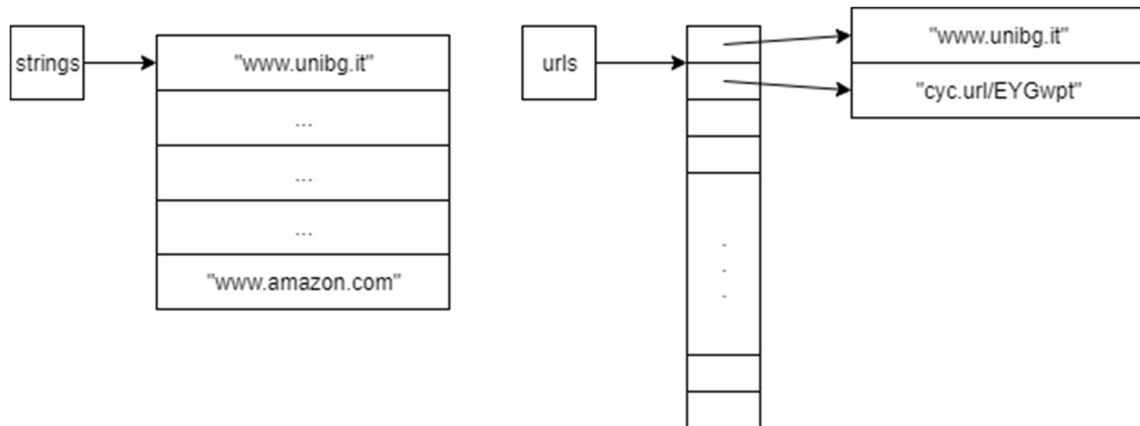 strings
"www.unibg.it"
...
...
...
"www.amazon.com"
urls
.
.
.
"www.unibg.it"
"cyc.url/EYGwpt"